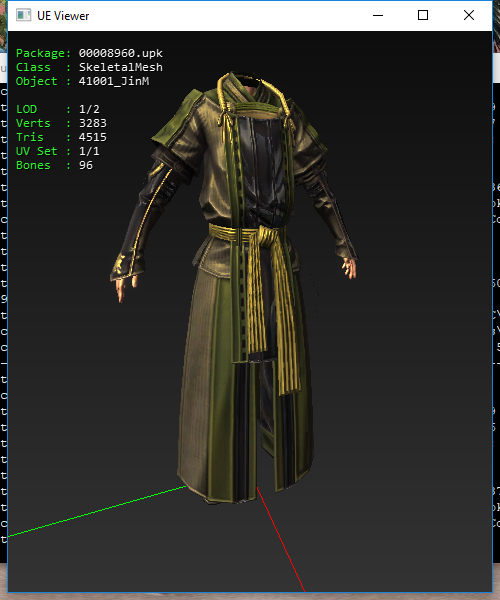 UE Viewer
Package: 00008960.upk
Class : SkeletalMesh
Object : 41001_JinM
LOD : 1/2
Verts : 3283
Tris : 4515
UV Set : 1/1
Bones : 96